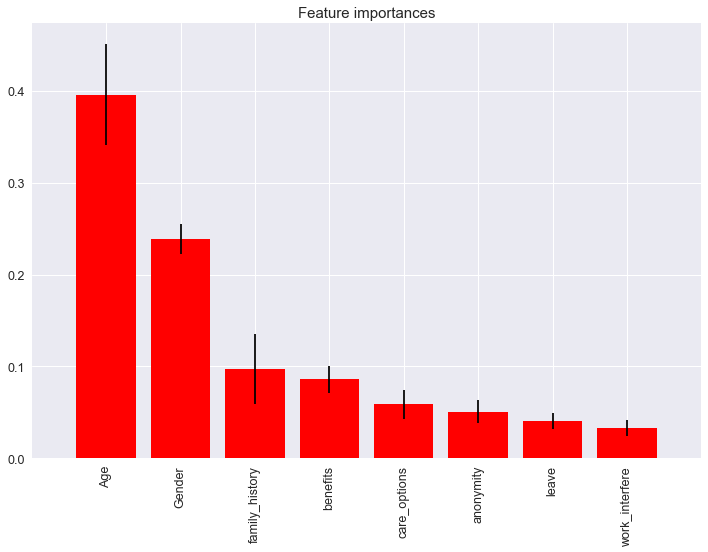 Feature importances
0.4
0.3
0.2
0.1
0.0
Age
Gender
family_history
benefits
care_options
anonymity
leave
work_interfere